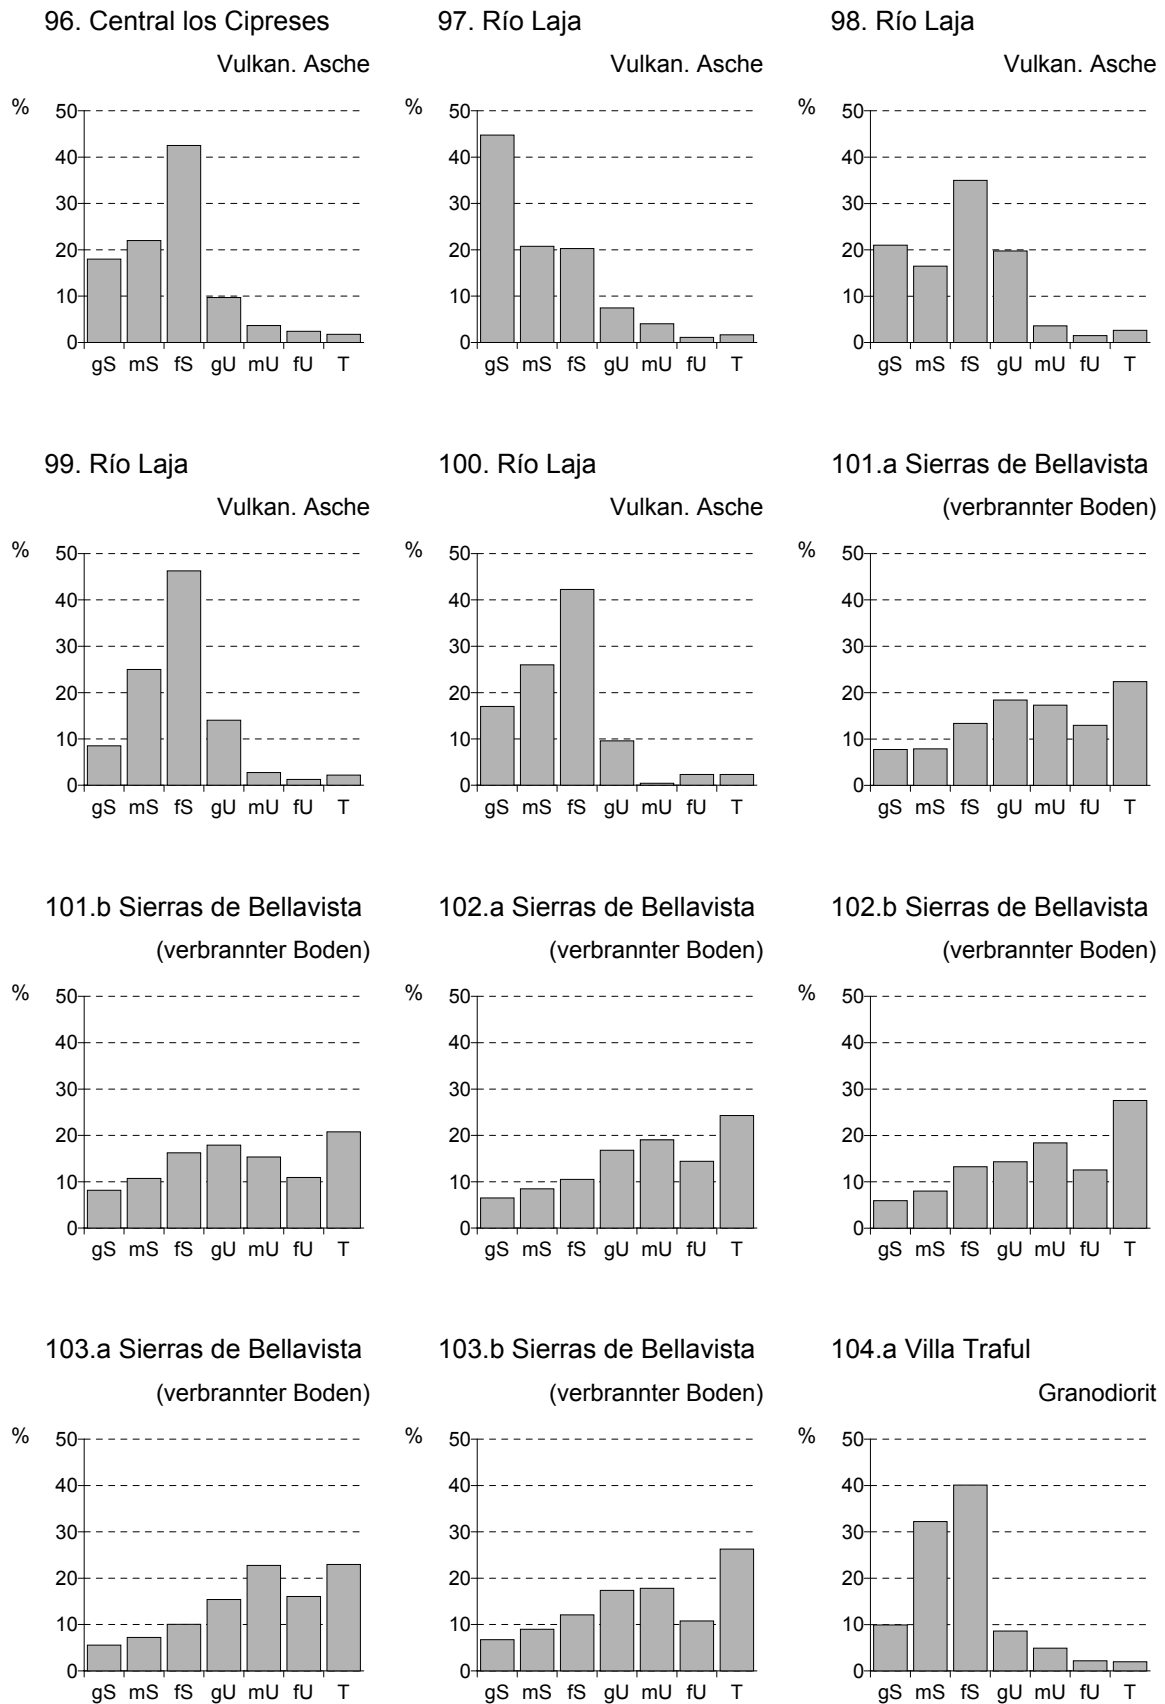 96. Central los Cipreses
Vulkan. Asche
%
50
40
30
20
10
0
gS mS fS gU mU fU T
97. Río Laja
Vulkan. Asche
%
50
40
30
20
10
0
gS mS fS gU mU fU T
98. Río Laja
Vulkan. Asche
%
50
40
30
20
10
0
gS mS fS gU mU fU T
99. Río Laja
Vulkan. Asche
%
50
40
30
20
10
0
gS mS fS gU mU fU T
100. Río Laja
Vulkan. Asche
%
50
40
30
20
10
0
gS mS fS gU mU fU T
101.a Sierras de Bellavista
(verbrannter Boden)
%
50
40
30
20
10
0
gS mS fS gU mU fU T
101.b Sierras de Bellavista
(verbrannter Boden)
%
50
40
30
20
10
0
gS mS fS gU mU fU T
102.a Sierras de Bellavista
(verbrannter Boden)
%
50
40
30
20
10
0
gS mS fS gU mU fU T
102.b Sierras de Bellavista
(verbrannter Boden)
%
50
40
30
20
10
0
gS mS fS gU mU fU T
103.a Sierras de Bellavista
(verbrannter Boden)
%
50
40
30
20
10
0
gS mS fS gU mU fU T
103.b Sierras de Bellavista
(verbrannter Boden)
%
50
40
30
20
10
0
gS mS fS gU mU fU T
104.a Villa Traful
Granodiorit
%
50
40
30
20
10
0
gS mS fS gU mU fU T